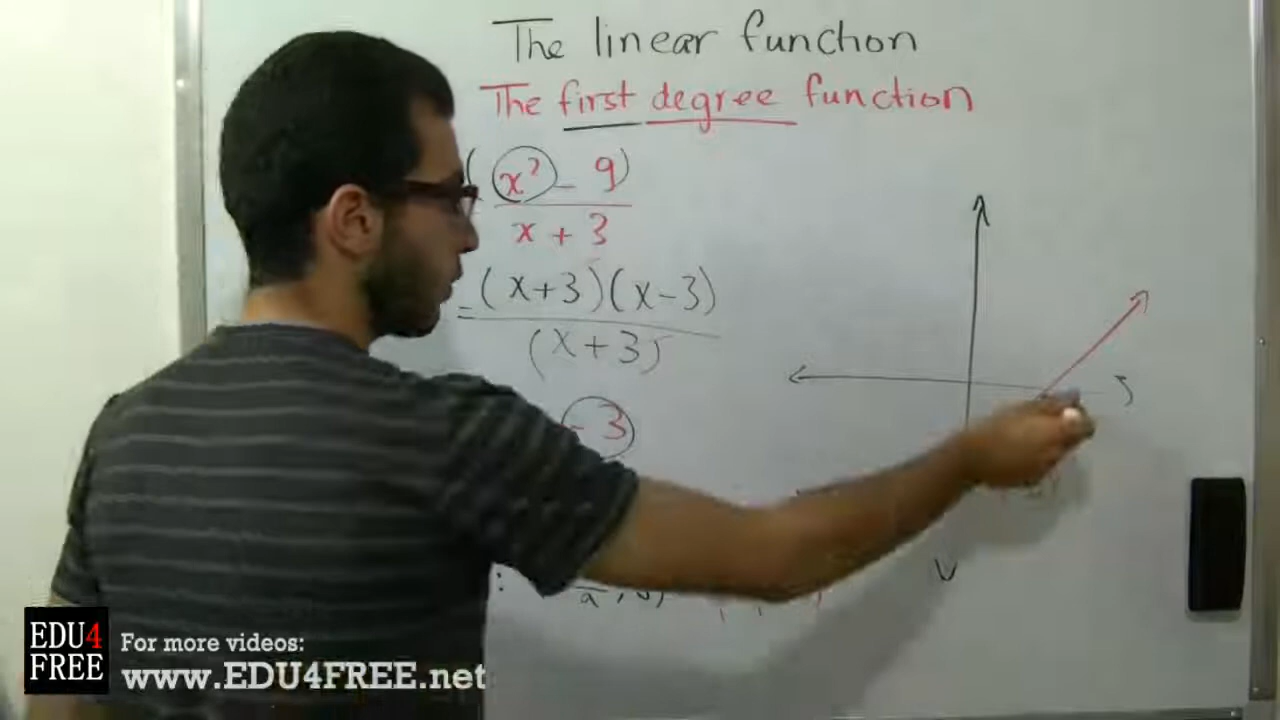 The linear function
The first degree function
( x² - 9)
x + 3
= (x+3)(x-3)
(x+3)
- 3
EDU4
FREE
For more videos:
www.EDU4FREE.net